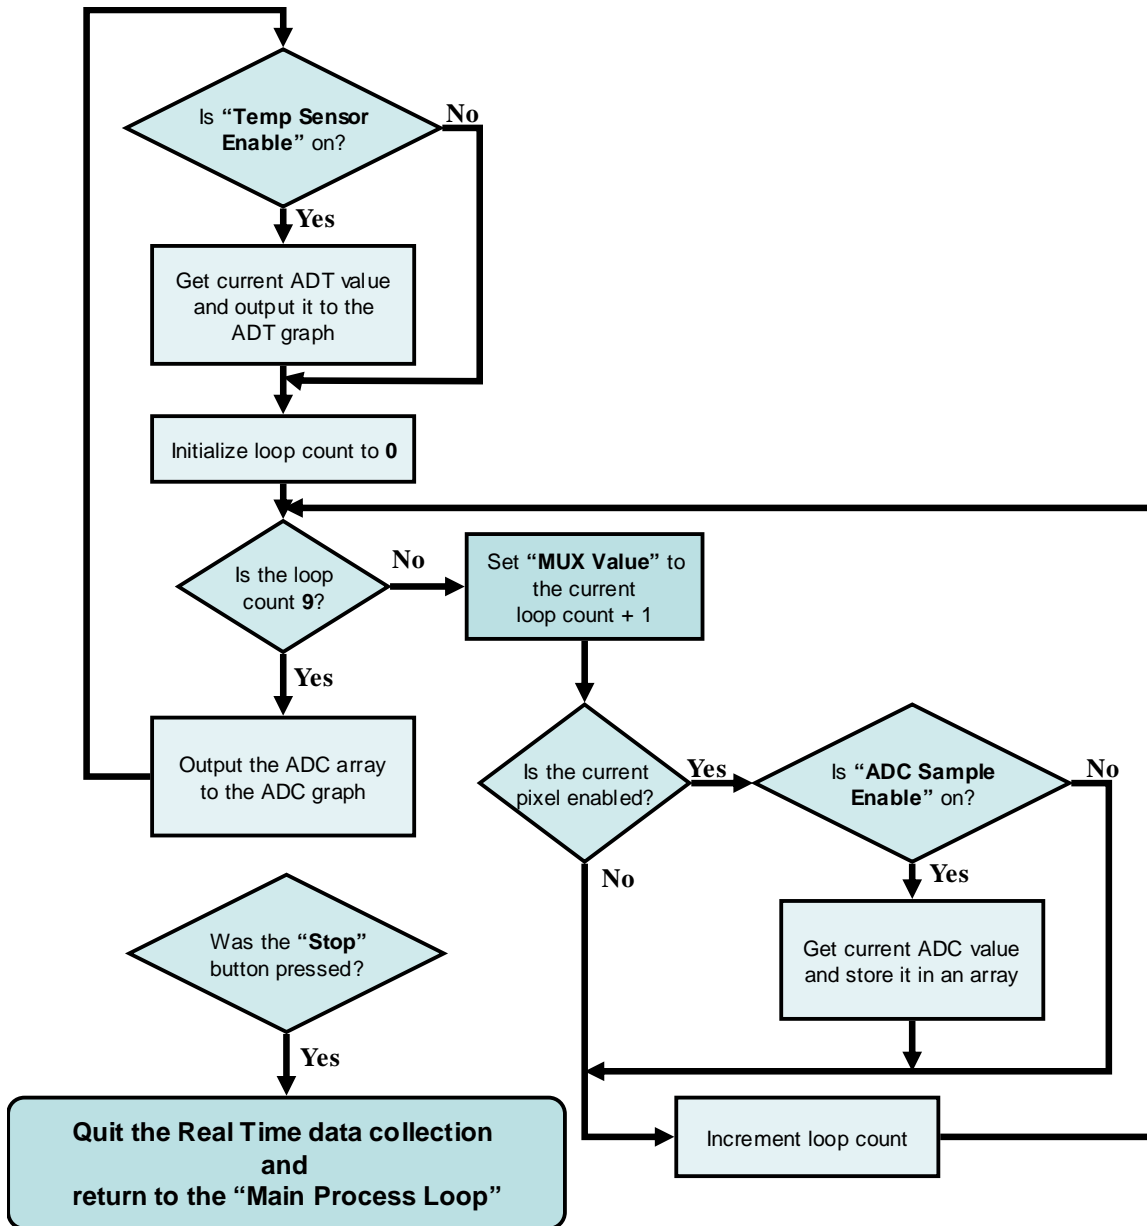 Is “Temp Sensor
Enable” on?
No
Yes
Get current ADT value
and output it to the
ADT graph
Initialize loop count to 0
Is the loop
count 9?
No
Set “MUX Value” to
the current
loop count + 1
Yes
Output the ADC array
to the ADC graph
Is the current
pixel enabled?
Yes
Is “ADC Sample
Enable” on?
No
No
Yes
Get current ADC value
and store it in an array
Was the “Stop”
button pressed?
Yes
Increment loop count
Quit the Real Time data collection
and
return to the “Main Process Loop”